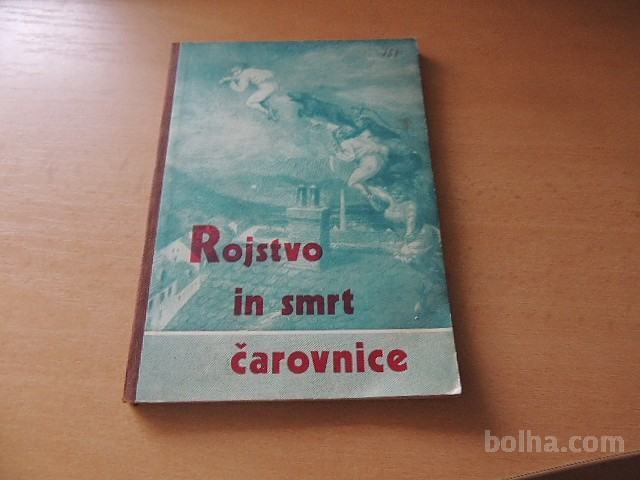 Rojstvo
in smrt
čarovnice
bolha.com